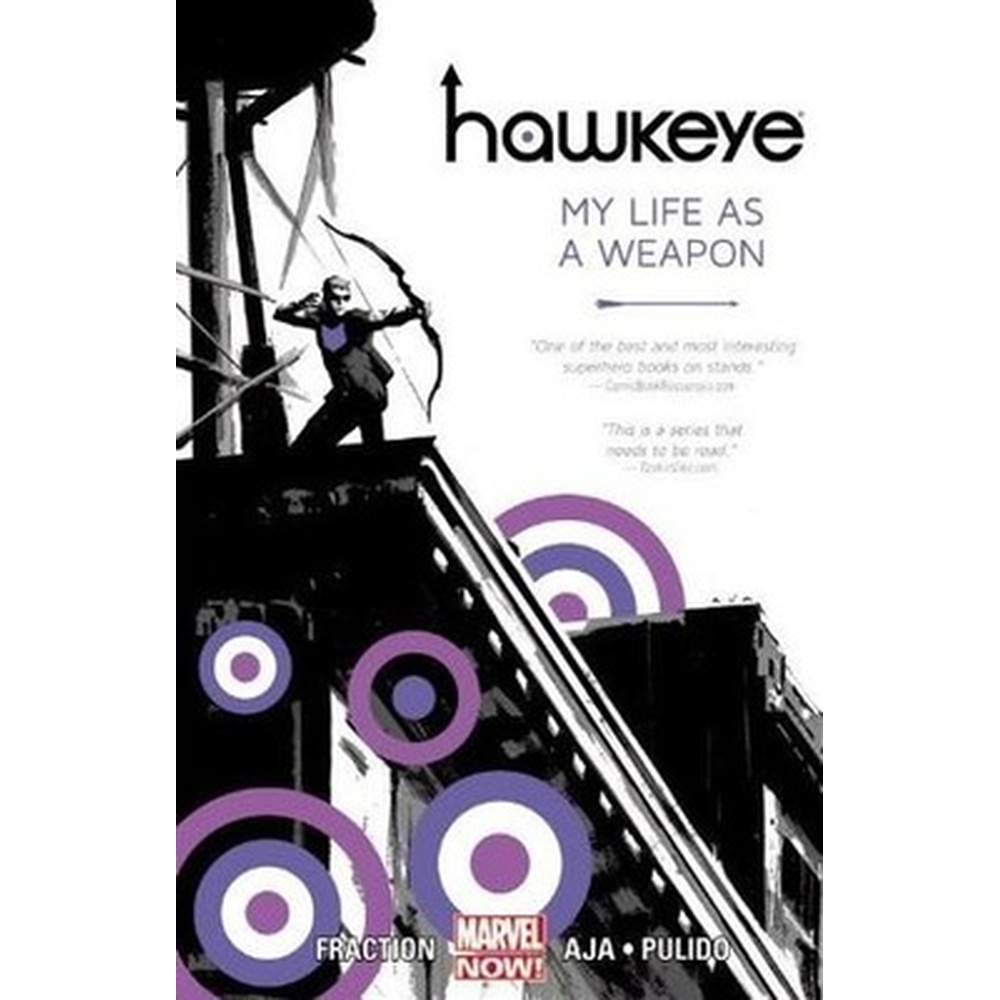 hawkeye
MY LIFE AS
A WEAPON
"One of the best and most interesting
superhero books on stands."
"This is a series that
needs to be read."
FRACTION MARVEL NOW! AJA • PULIDO